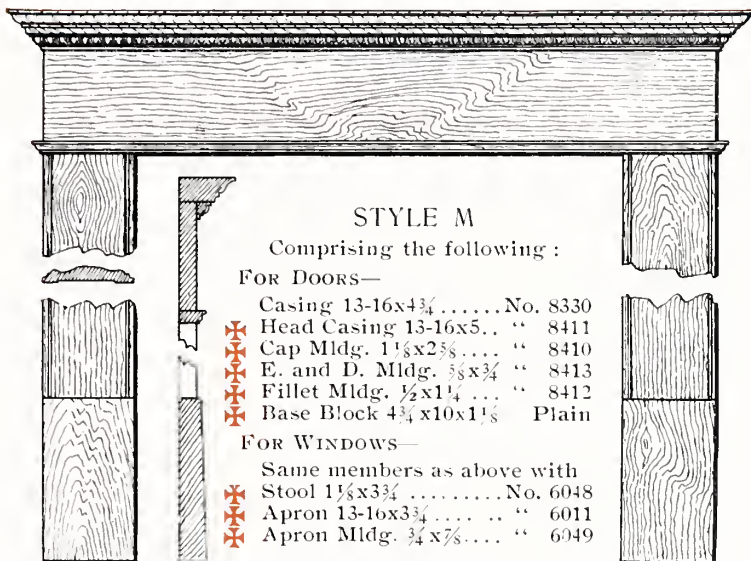 STYLE M
Comprising the following :
FOR DOORS—
Casing 13-16x4¾......No. 8330
✠ Head Casing 13-16x5.. “ 8411
✠ Cap Mldg. 1⅛x2⅝.... “ 8410
✠ E. and D. Mldg. ⅝x¾ “ 8413
✠ Fillet Mldg. ½x1¼ ... “ 8412
✠ Base Block 4¾x10x1⅛ Plain
FOR WINDOWS—
Same members as above with
✠ Stool 1⅛x3¾ .........No. 6048
✠ Apron 13-16x3¾ .... .. “ 6011
✠ Apron Mldg. ¾x⅞.... “ 6049